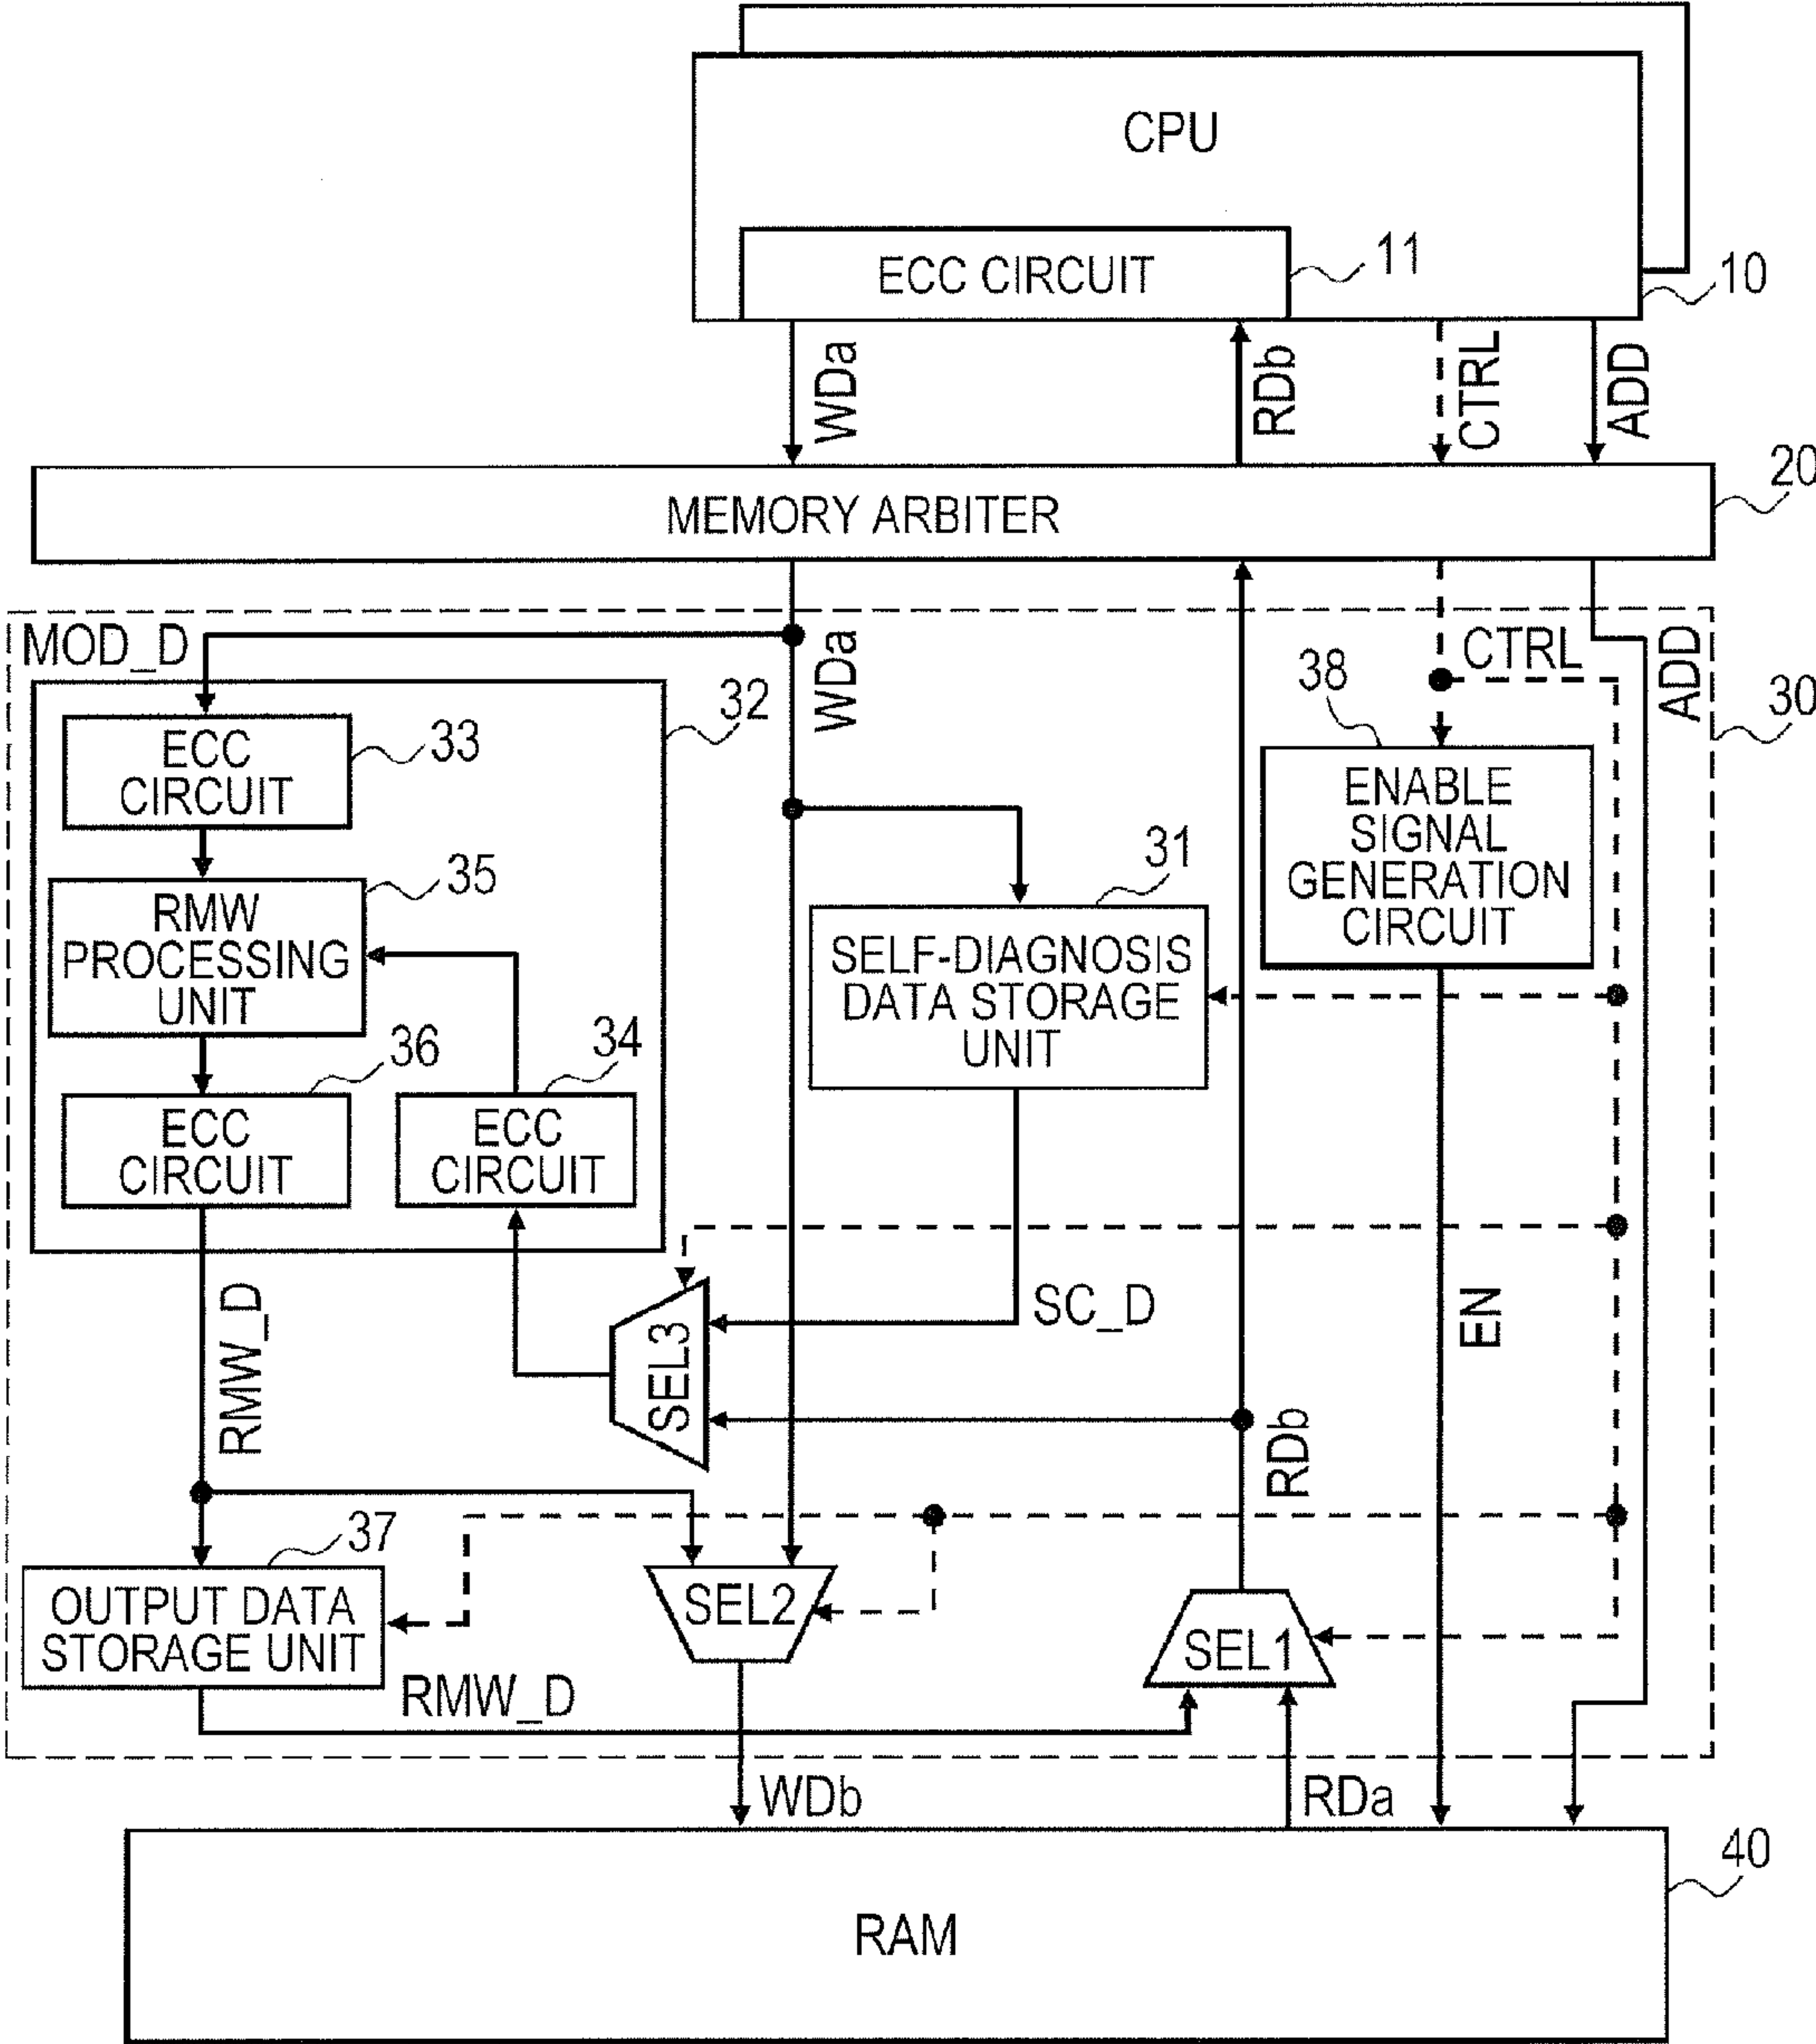 CPU
ECC CIRCUIT
11
10
WDa
RDb
CTRL
ADD
20
MEMORY ARBITER
MOD_D
WDa
CTRL
ADD
30
32
38
33
ECC
CIRCUIT
ENABLE
SIGNAL
GENERATION
CIRCUIT
31
35
RMW
PROCESSING
UNIT
SELF-DIAGNOSIS
DATA STORAGE
UNIT
36
34
ECC
CIRCUIT
ECC
CIRCUIT
RMW_D
SEL3
SC_D
EN
RDb
37
OUTPUT DATA
STORAGE UNIT
SEL2
SEL1
RMW_D
WDb
RDa
40
RAM